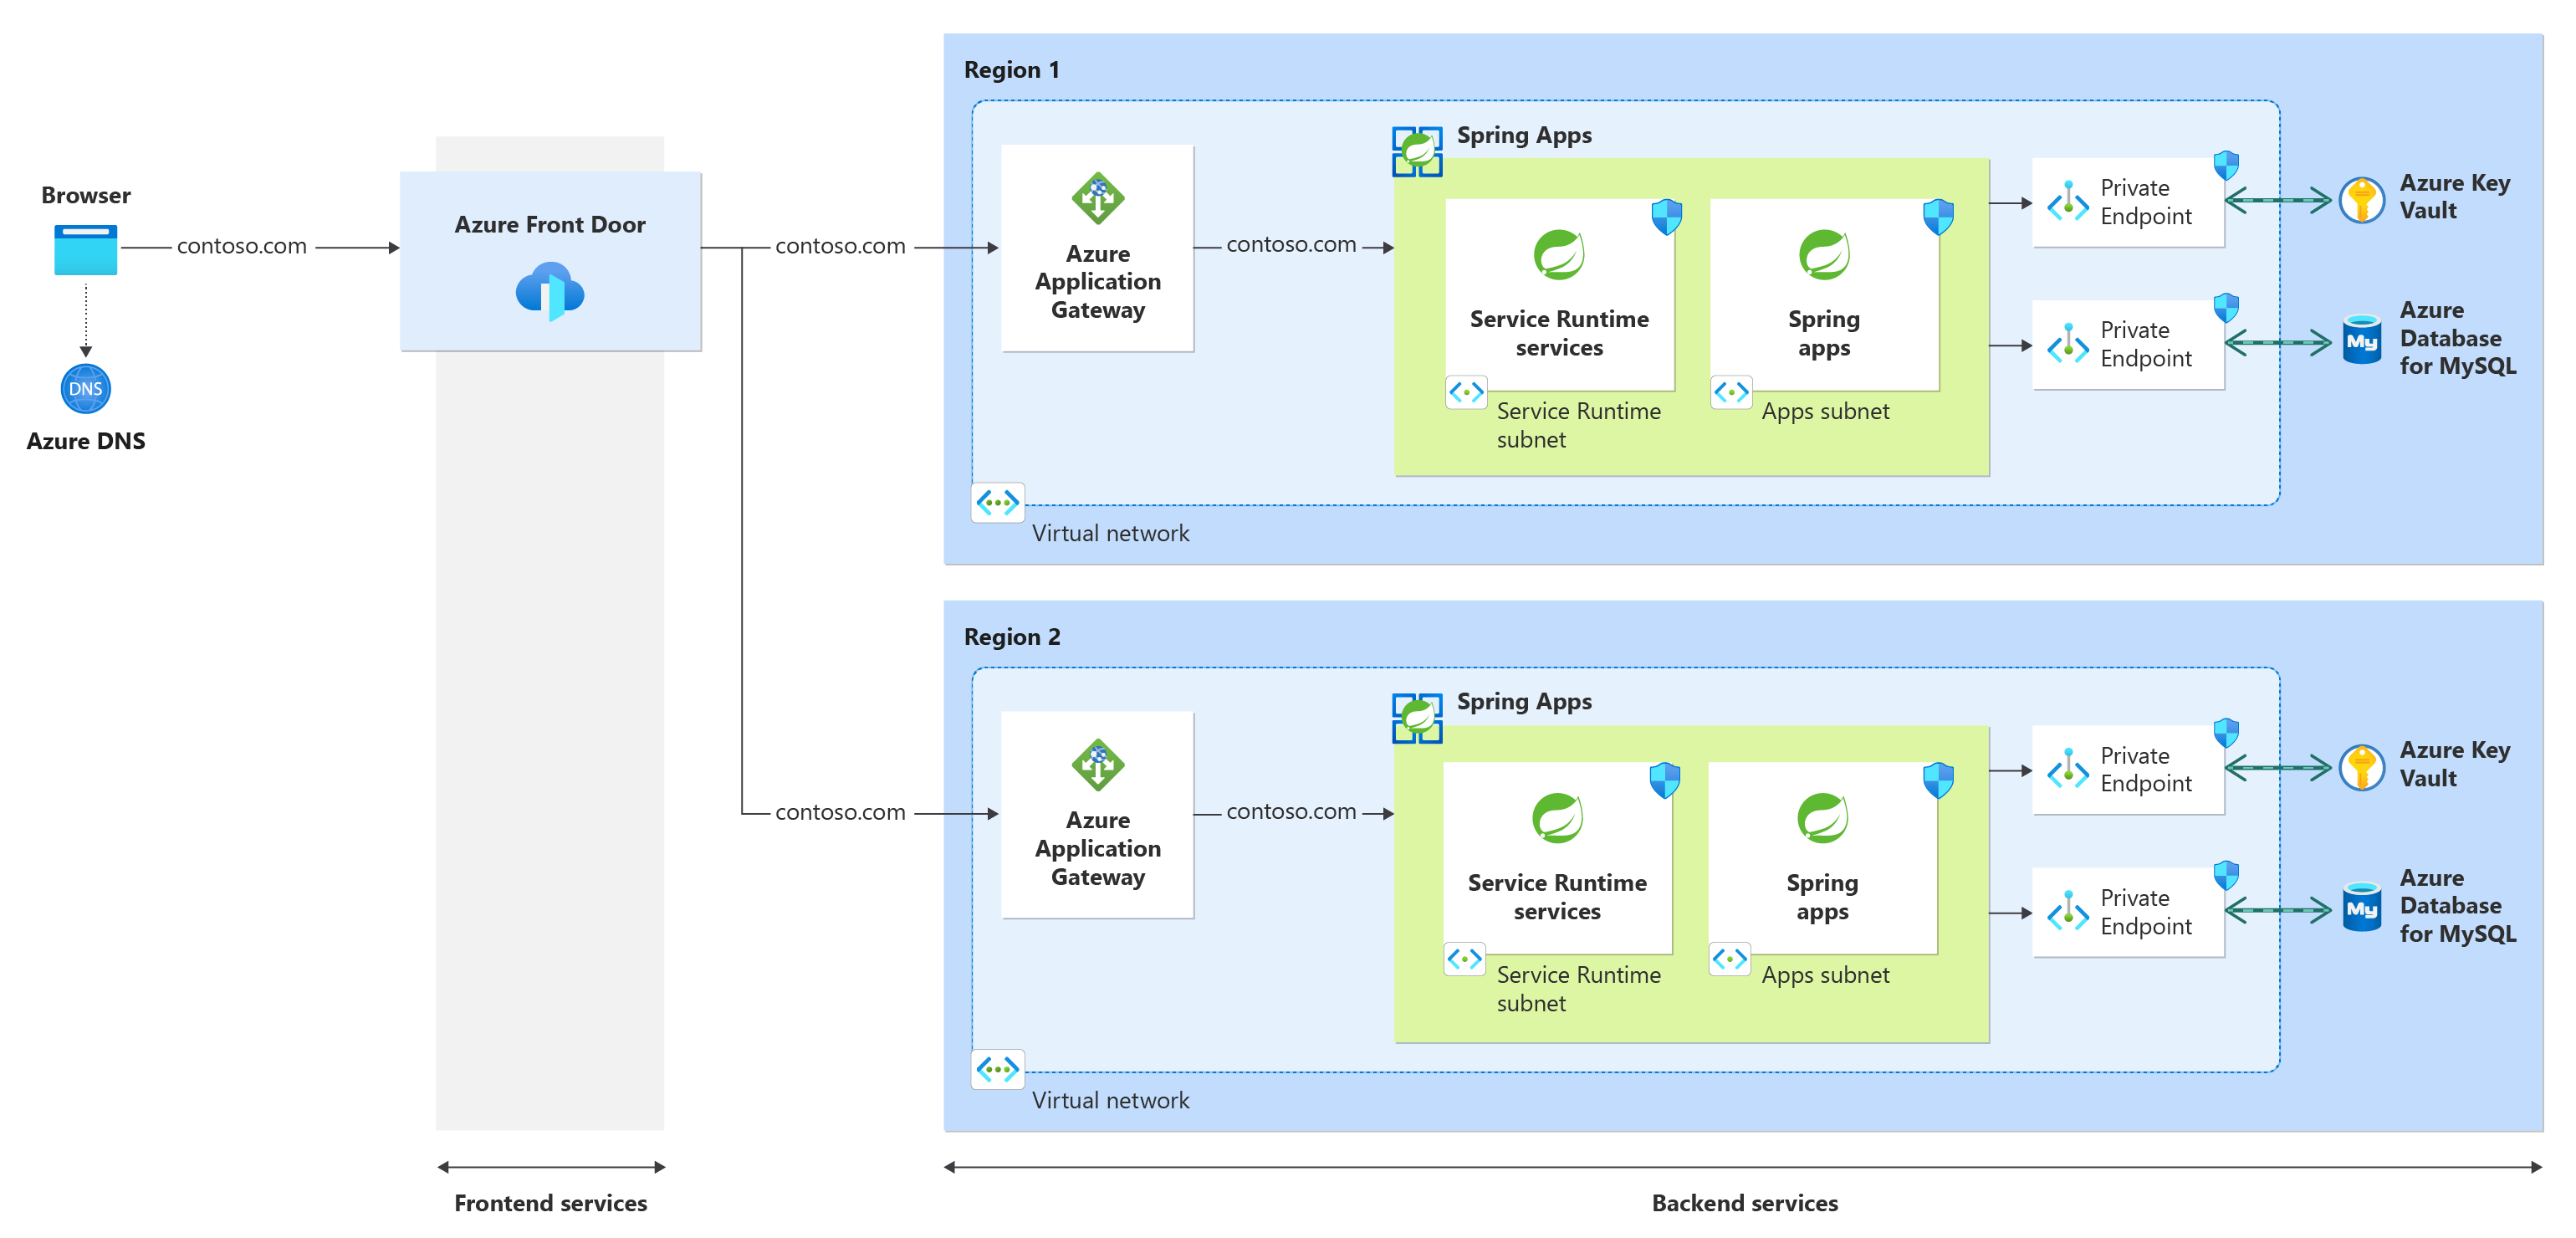 Browser
contoso.com
DNS
Azure DNS
Azure Front Door
contoso.com
contoso.com
Region 1
Azure
Application
Gateway
contoso.com
Spring Apps
Service Runtime
services
Service Runtime
subnet
Spring
apps
Apps subnet
Private
Endpoint
Azure Key
Vault
Private
Endpoint
My
Azure
Database
for MySQL
Virtual network
Region 2
Azure
Application
Gateway
contoso.com
Spring Apps
Service Runtime
services
Service Runtime
subnet
Spring
apps
Apps subnet
Private
Endpoint
Azure Key
Vault
Private
Endpoint
My
Azure
Database
for MySQL
Virtual network
Frontend services
Backend services